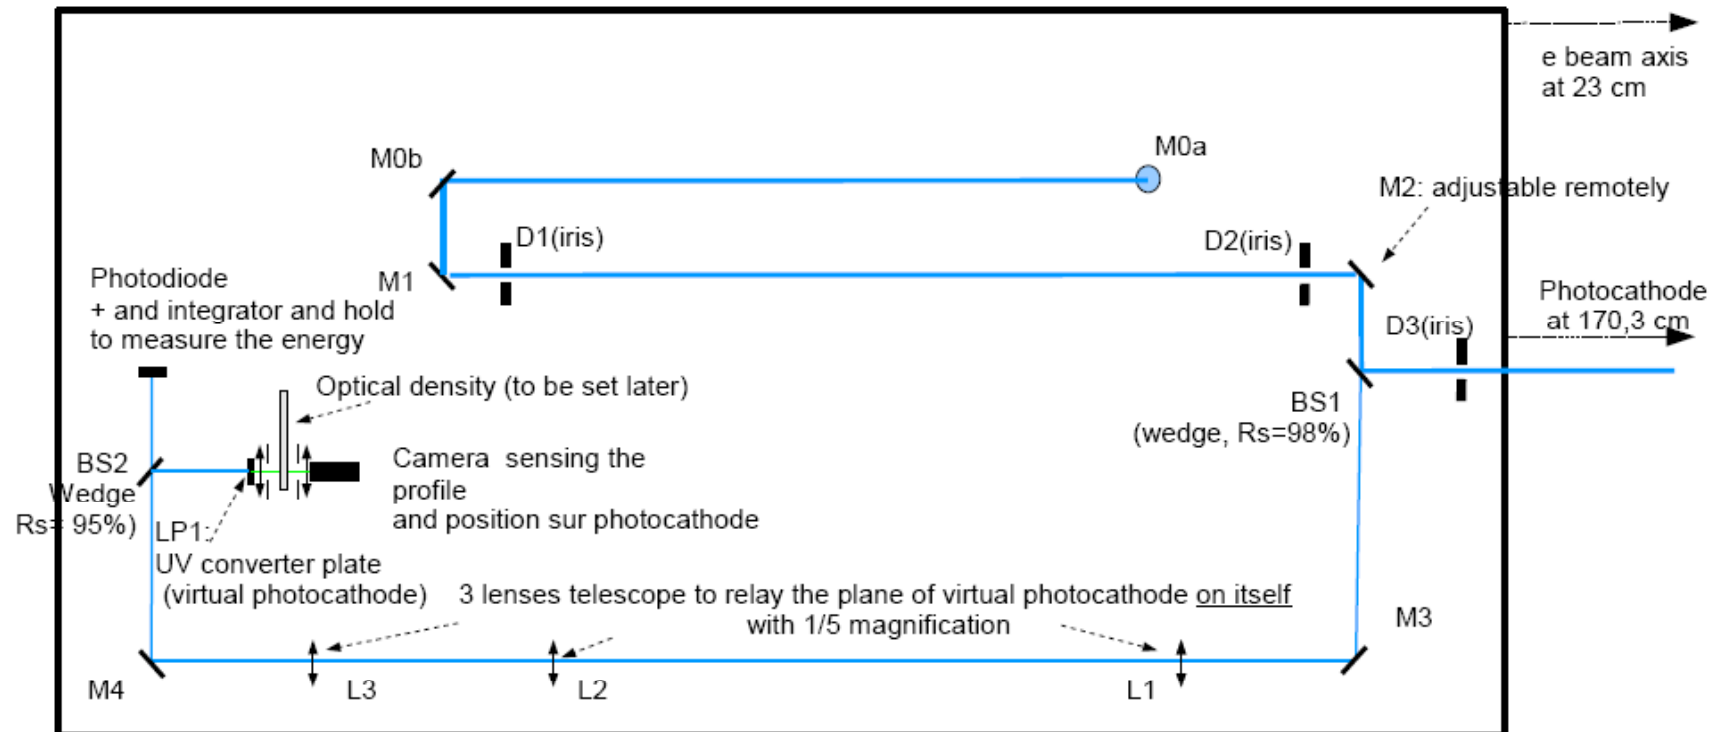 e beam axis
at 23 cm
M0b
M0a
M2: adjustable remotely
D1(iris)
D2(iris)
M1
Photodiode
+ and integrator and hold
to measure the energy
Photocathode
at 170,3 cm
D3(iris)
Optical density (to be set later)
BS1
(wedge, Rs=98%)
BS2
Wedge
Rs= 95%)
Camera sensing the
profile
and position sur photocathode
LP1:
UV converter plate
(virtual photocathode)
3 lenses telescope to relay the plane of virtual photocathode on itself
with 1/5 magnification
M3
M4
L3
L2
L1